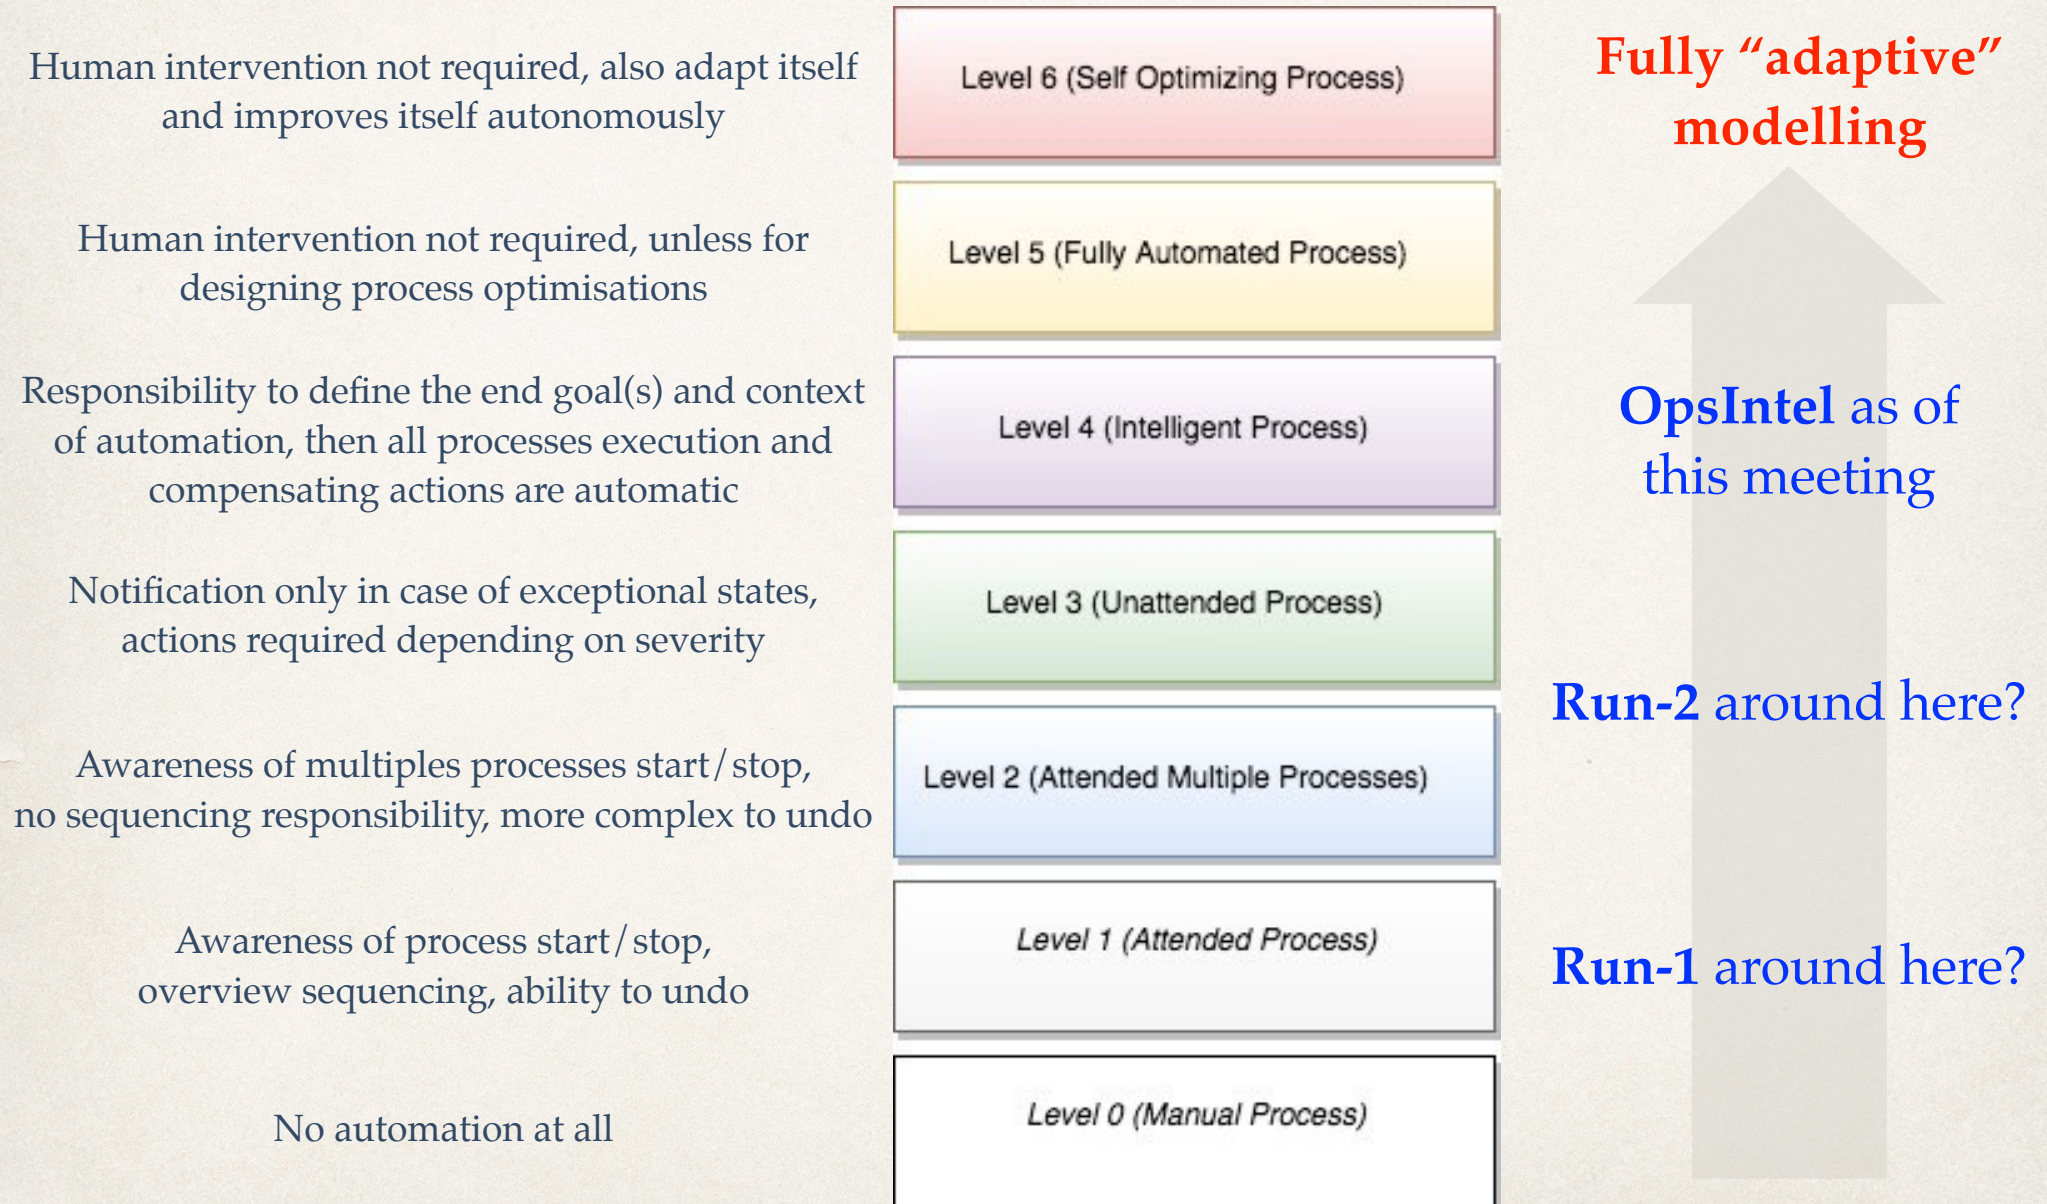 Human intervention not required, also adapt itself
and improves itself autonomously
Level 6 (Self Optimizing Process)
Fully “adaptive”
modelling
Human intervention not required, unless for
designing process optimisations
Level 5 (Fully Automated Process)
Responsibility to define the end goal(s) and context
of automation, then all processes execution and
compensating actions are automatic
Level 4 (Intelligent Process)
OpsIntel as of
this meeting
Notification only in case of exceptional states,
actions required depending on severity
Level 3 (Unattended Process)
Run-2 around here?
Awareness of multiples processes start/stop,
no sequencing responsibility, more complex to undo
Level 2 (Attended Multiple Processes)
Awareness of process start/stop,
overview sequencing, ability to undo
Level 1 (Attended Process)
Run-1 around here?
No automation at all
Level 0 (Manual Process)